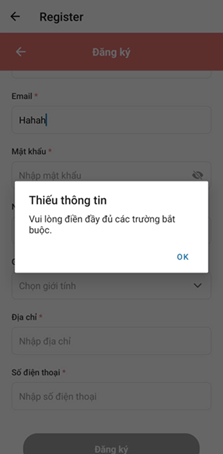 Register
Đăng ký
Email *
Hahah
Mật khẩu *
Nhập mật khẩu
Thiếu thông tin
Vui lòng điền đầy đủ các trường bắt
buộc.
OK
Chọn giới tính
Địa chỉ *
Nhập địa chỉ
Số điện thoại *
Nhập số điện thoại
Đăng ký